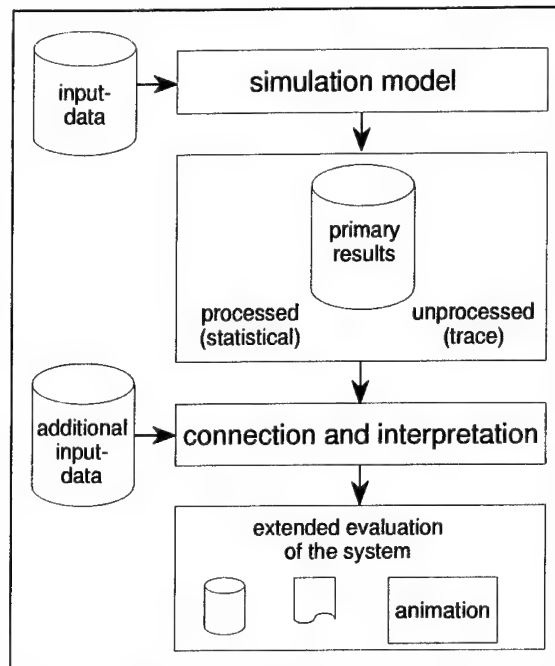 input-
data
simulation model
primary
results
processed
(statistical)
unprocessed
(trace)
additional
input-
data
connection and interpretation
extended evaluation
of the system
animation